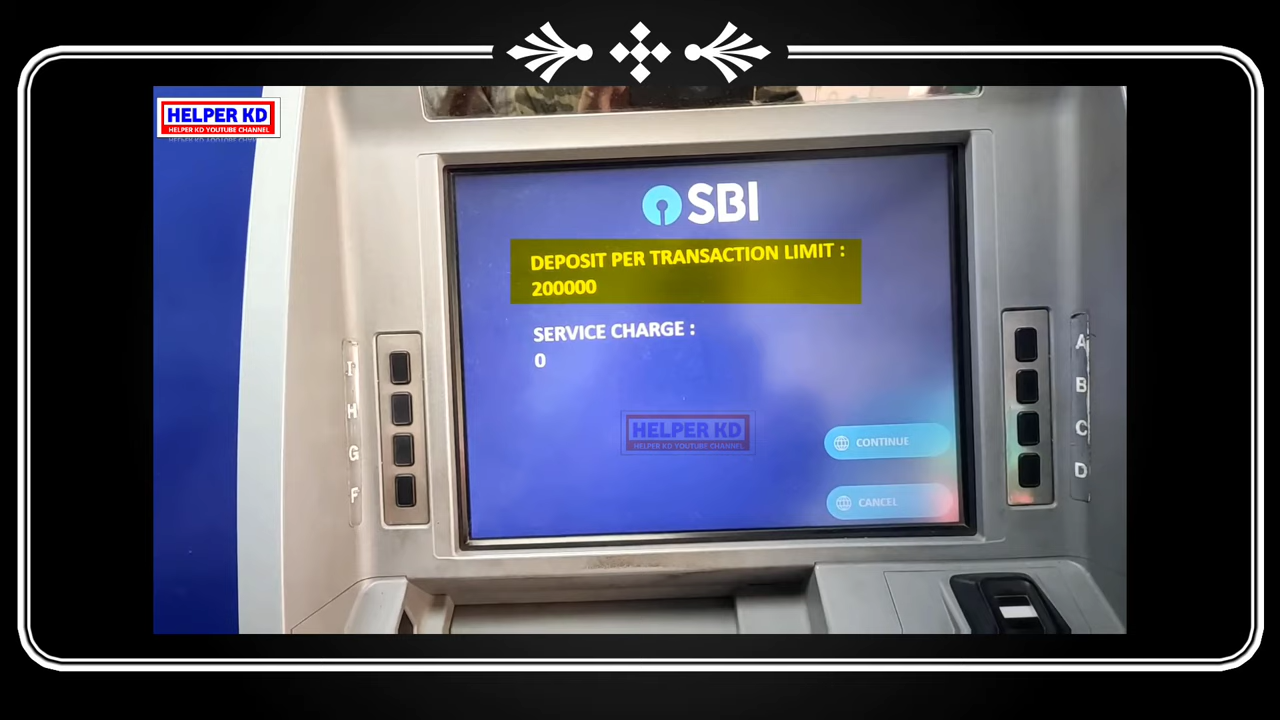 HELPER KD
HELPER KD YOUTUBE CHANNEL
SBI
DEPOSIT PER TRANSACTION LIMIT :
200000
SERVICE CHARGE :
0
HELPER KD
HELPER KD YOUTUBE CHANNEL
CONTINUE
CANCEL
I
H
G
F
A
B
C
D